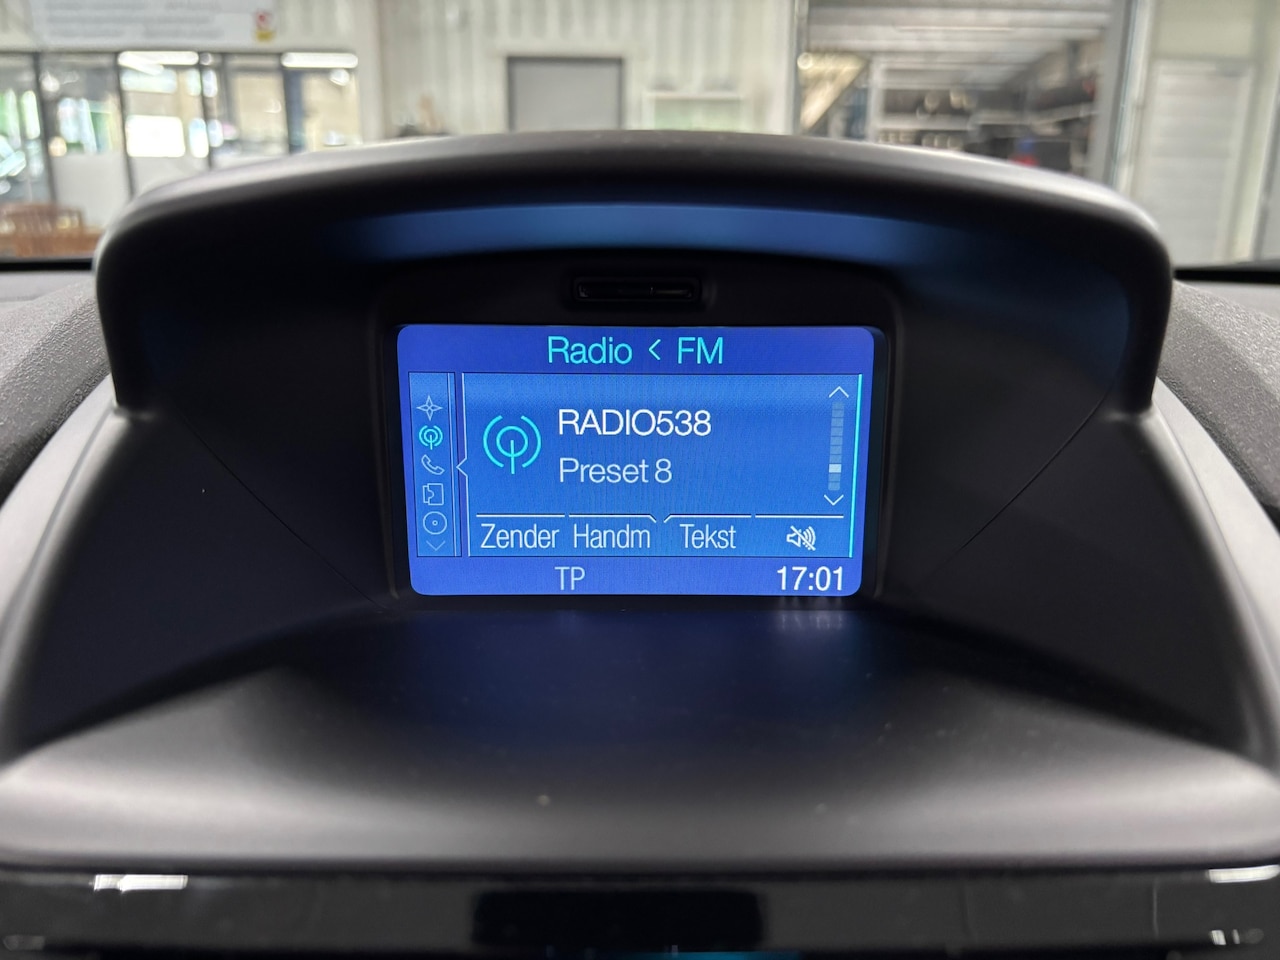 Radio < FM
RADIO538
Preset 8
Zender Handm Tekst
TP 17:01